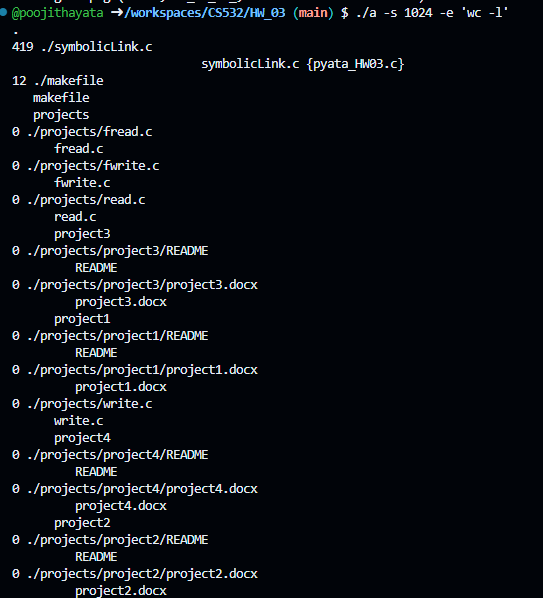 @poojithayata ➜/workspaces/CS532/HW_03 (main) $ ./a -s 1024 -e 'wc -l'
.
419 ./symbolicLink.c
symbolicLink.c {pyata_HW03.c}
12 ./makefile
makefile
projects
0 ./projects/fread.c
fread.c
0 ./projects/fwrite.c
fwrite.c
0 ./projects/read.c
read.c
project3
0 ./projects/project3/README
README
0 ./projects/project3/project3.docx
project3.docx
project1
0 ./projects/project1/README
README
0 ./projects/project1/project1.docx
project1.docx
0 ./projects/write.c
write.c
project4
0 ./projects/project4/README
README
0 ./projects/project4/project4.docx
project4.docx
project2
0 ./projects/project2/README
README
0 ./projects/project2/project2.docx
project2.docx